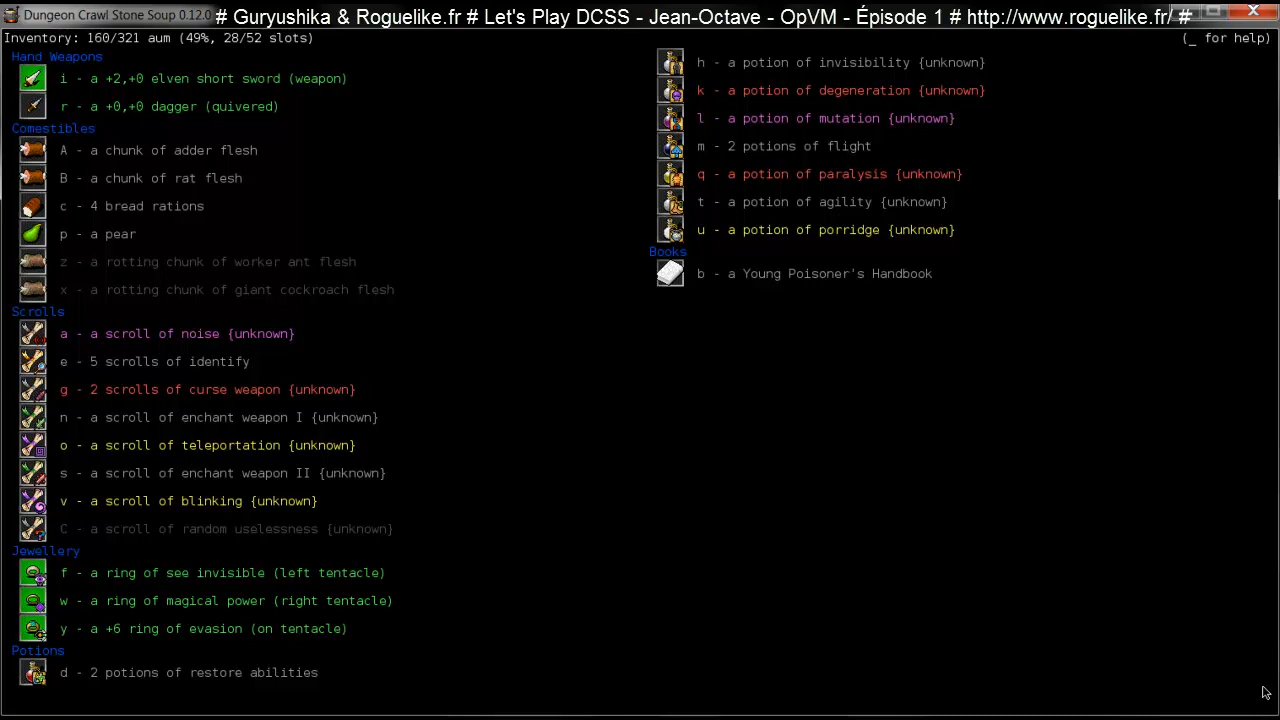 Dungeon Crawl Stone Soup 0.12.0
# Guryushika & Roguelike.fr # Let's Play DCSS - Jean-Octave - OpVM - Épisode 1 # http://www.roguelike.fr/ #
Inventory: 160/321 aum (49%, 28/52 slots)
(_ for help)
Hand Weapons
i - a +2,+0 elven short sword (weapon)
r - a +0,+0 dagger (quivered)
Comestibles
A - a chunk of adder flesh
B - a chunk of rat flesh
c - 4 bread rations
p - a pear
z - a rotting chunk of worker ant flesh
x - a rotting chunk of giant cockroach flesh
Scrolls
a - a scroll of noise {unknown}
e - 5 scrolls of identify
g - 2 scrolls of curse weapon {unknown}
n - a scroll of enchant weapon I {unknown}
o - a scroll of teleportation {unknown}
s - a scroll of enchant weapon II {unknown}
v - a scroll of blinking {unknown}
C - a scroll of random uselessness {unknown}
Jewellery
f - a ring of see invisible (left tentacle)
w - a ring of magical power (right tentacle)
y - a +6 ring of evasion (on tentacle)
Potions
d - 2 potions of restore abilities
h - a potion of invisibility {unknown}
k - a potion of degeneration {unknown}
l - a potion of mutation {unknown}
m - 2 potions of flight
q - a potion of paralysis {unknown}
t - a potion of agility {unknown}
u - a potion of porridge {unknown}
Books
b - a Young Poisoner's Handbook